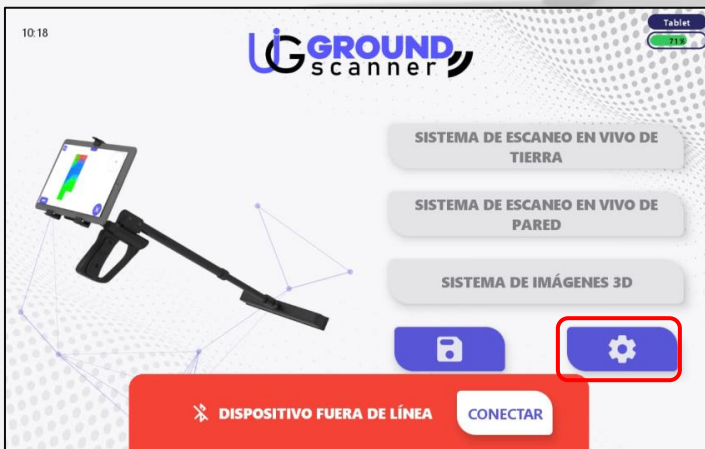 10:18
UIG GROUND
scanner
Tablet
71%
SISTEMA DE ESCANEO EN VIVO DE
TIERRA
SISTEMA DE ESCANEO EN VIVO DE
PARED
SISTEMA DE IMÁGENES 3D
DISPOSITIVO FUERA DE LÍNEA
CONECTAR